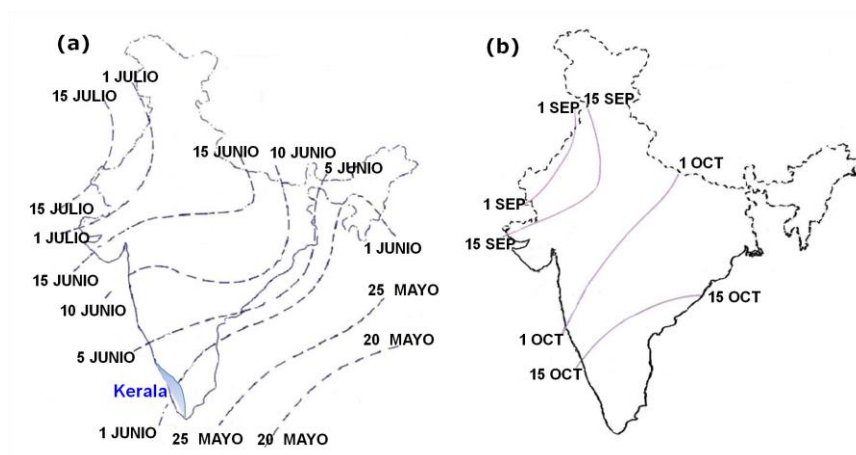 (a)
1 JULIO
15 JULIO
15 JUNIO
10 JUNIO
5 JUNIO
15 JULIO
1 JULIO
1 JUNIO
15 JUNIO
25 MAYO
10 JUNIO
20 MAYO
5 JUNIO
Kerala
1 JUNIO
25 MAYO
20 MAYO
(b)
1 SEP
15 SEP
1 OCT
1 SEP
15 SEP
15 OCT
1 OCT
15 OCT